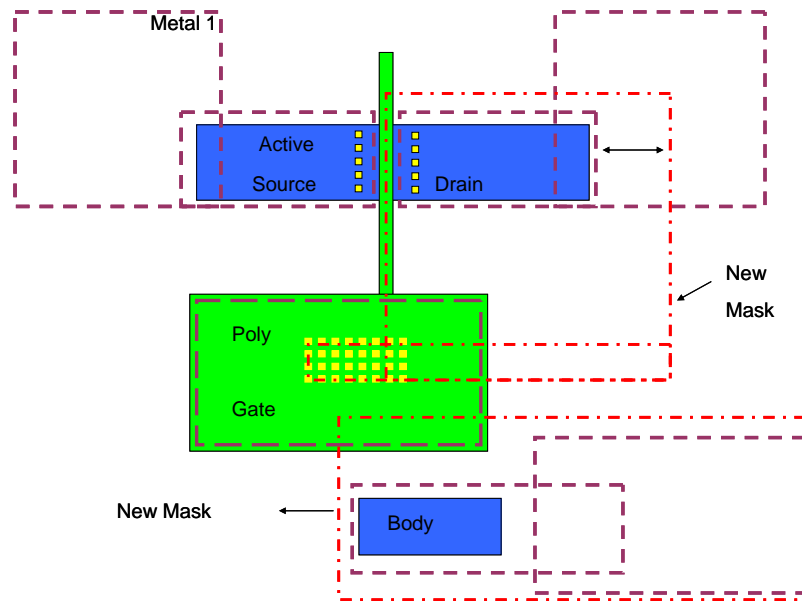 Metal 1
Active
Source
Drain
New
Mask
Poly
Gate
New Mask
Body